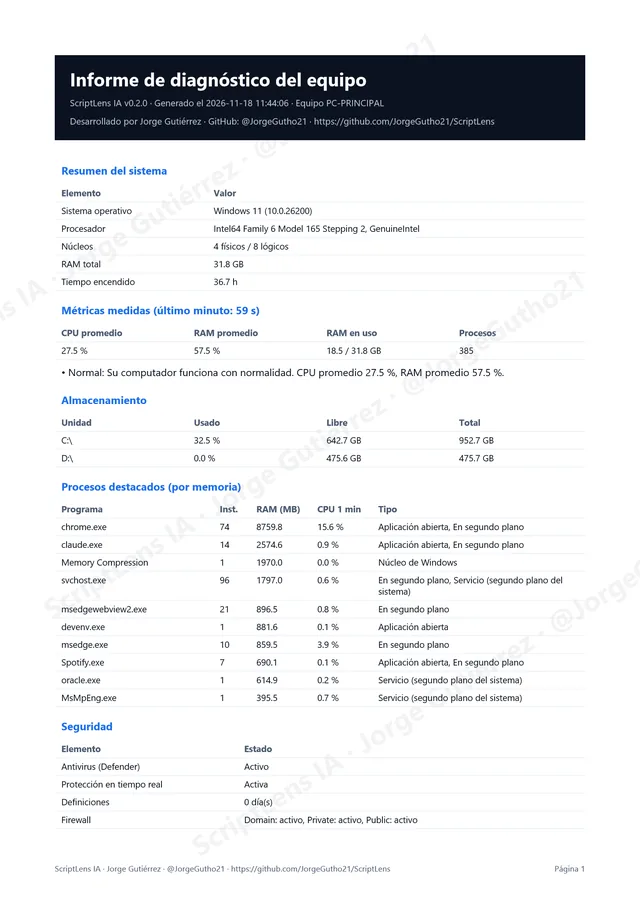 Informe de diagnóstico del equipo
ScriptLens IA v0.2.0 · Generado el 2026-11-18 11:44:06 · Equipo PC-PRINCIPAL
Desarrollado por Jorge Gutiérrez · GitHub: @JorgeGutho21 · https://github.com/JorgeGutho21/ScriptLens
Resumen del sistema
Elemento Valor
Sistema operativo Windows 11 (10.0.26200)
Procesador Intel64 Family 6 Model 165 Stepping 2, GenuineIntel
Núcleos 4 físicos / 8 lógicos
RAM total 31.8 GB
Tiempo encendido 36.7 h
Métricas medidas (último minuto: 59 s)
CPU promedio RAM promedio RAM en uso Procesos
27.5 % 57.5 % 18.5 / 31.8 GB 385
• Normal: Su computador funciona con normalidad. CPU promedio 27.5 %, RAM promedio 57.5 %.
Almacenamiento
Unidad Usado Libre Total
C:\ 32.5 % 642.7 GB 952.7 GB
D:\ 0.0 % 475.6 GB 475.7 GB
Procesos destacados (por memoria)
Programa Inst. RAM (MB) CPU 1 min Tipo
chrome.exe 74 8759.8 15.6 % Aplicación abierta, En segundo plano
claude.exe 14 2574.6 0.9 % Aplicación abierta, En segundo plano
Memory Compression 1 1970.0 0.0 % Núcleo de Windows
svchost.exe 96 1797.0 0.6 % En segundo plano, Servicio (segundo plano del
sistema)
msedgewebview2.exe 21 896.5 0.8 % En segundo plano
devenv.exe 1 881.6 0.1 % Aplicación abierta
msedge.exe 10 859.5 3.9 % En segundo plano
Spotify.exe 7 690.1 0.1 % Aplicación abierta, En segundo plano
oracle.exe 1 614.9 0.2 % Servicio (segundo plano del sistema)
MsMpEng.exe 1 395.5 0.7 % Servicio (segundo plano del sistema)
Seguridad
Elemento Estado
Antivirus (Defender) Activo
Protección en tiempo real Activa
Definiciones 0 día(s)
Firewall Domain: activo, Private: activo, Public: activo
ScriptLens IA · Jorge Gutiérrez · @JorgeGutho21 · https://github.com/JorgeGutho21/ScriptLens Página 1
ScriptLens IA · Jorge Gutiérrez · @JorgeGutho21